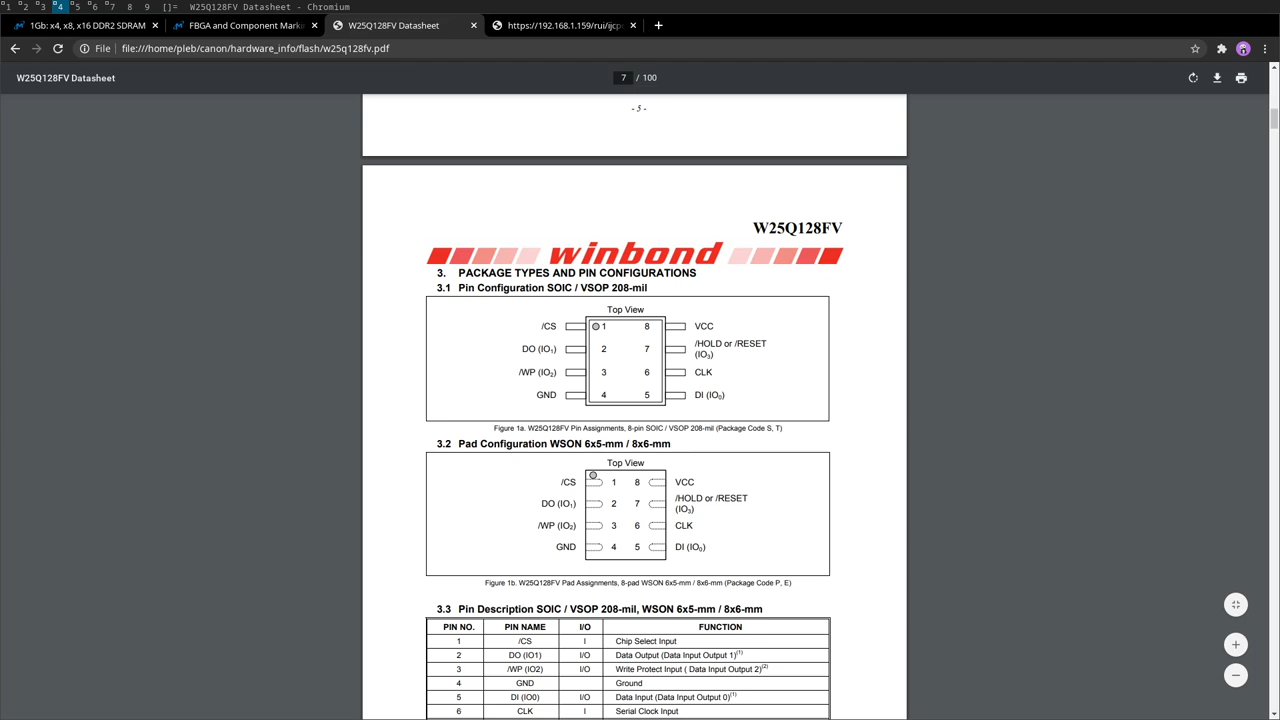 1 2 3 4 5 6 7 8 9 []= W25Q128FV Datasheet - Chromium
1Gb: x4, x8, x16 DDR2 SDRAM × FBGA and Component Markin × W25Q128FV Datasheet × https://192.168.1.159/rui/ijcpe × +
File file:///home/pleb/canon/hardware_info/flash/w25q128fv.pdf
W25Q128FV Datasheet 7 / 100
- 5 -
W25Q128FV
winbond
3. PACKAGE TYPES AND PIN CONFIGURATIONS
3.1 Pin Configuration SOIC / VSOP 208-mil
Top View
/CS 1 8 VCC
DO (IO₁) 2 7 /HOLD or /RESET
(IO₃)
/WP (IO₂) 3 6 CLK
GND 4 5 DI (IO₀)
Figure 1a. W25Q128FV Pin Assignments, 8-pin SOIC / VSOP 208-mil (Package Code S, T)
3.2 Pad Configuration WSON 6x5-mm / 8x6-mm
Top View
/CS 1 8 VCC
DO (IO₁) 2 7 /HOLD or /RESET
(IO₃)
/WP (IO₂) 3 6 CLK
GND 4 5 DI (IO₀)
Figure 1b. W25Q128FV Pad Assignments, 8-pad WSON 6x5-mm / 8x6-mm (Package Code P, E)
3.3 Pin Description SOIC / VSOP 208-mil, WSON 6x5-mm / 8x6-mm
PIN NO. PIN NAME I/O FUNCTION
1 /CS I Chip Select Input
2 DO (IO1) I/O Data Output (Data Input Output 1)(1)
3 /WP (IO2) I/O Write Protect Input ( Data Input Output 2)(2)
4 GND Ground
5 DI (IO0) I/O Data Input (Data Input Output 0)(1)
6 CLK I Serial Clock Input